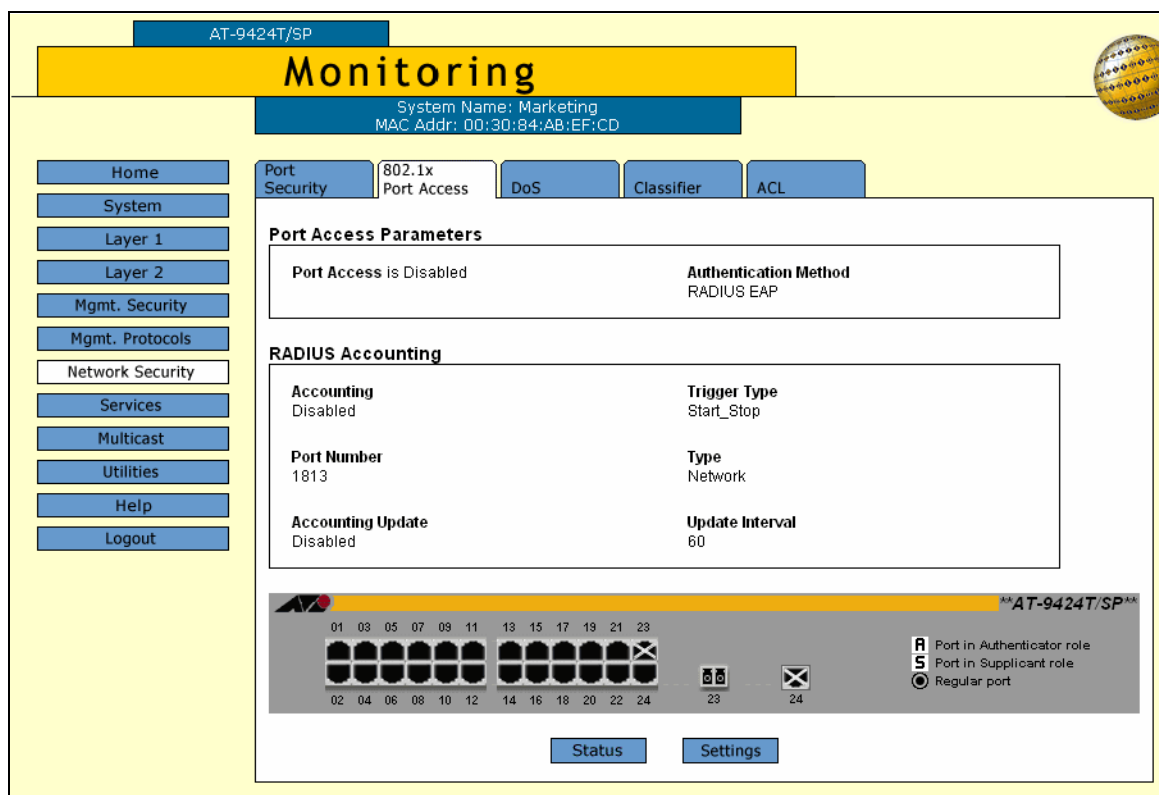 AT-9424T/SP
Monitoring
System Name: Marketing
MAC Addr: 00:30:84:AB:EF:CD
Home
System
Layer 1
Layer 2
Mgmt. Security
Mgmt. Protocols
Network Security
Services
Multicast
Utilities
Help
Logout
Port Security
802.1x Port Access
DoS
Classifier
ACL
Port Access Parameters
Port Access is Disabled
Authentication Method
RADIUS EAP
RADIUS Accounting
Accounting
Disabled
Trigger Type
Start_Stop
Port Number
1813
Type
Network
Accounting Update
Disabled
Update Interval
60
**AT-9424T/SP**
01 03 05 07 09 11 13 15 17 19 21 23
02 04 06 08 10 12 14 16 18 20 22 24
23
24
A Port in Authenticator role
S Port in Supplicant role
Regular port
Status
Settings